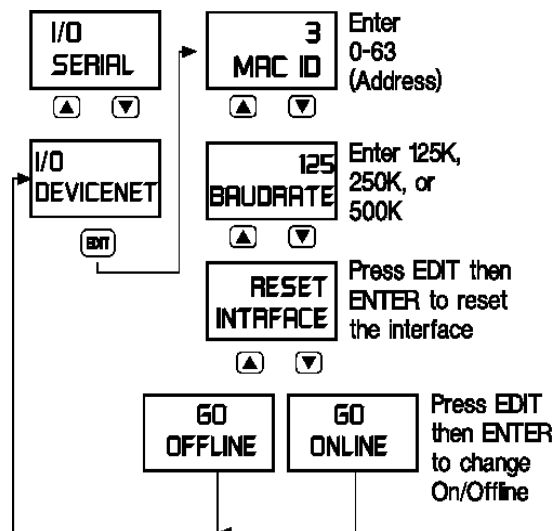 I/O
SERIAL
3
MAC ID
Enter
0-63
(Address)
I/O
DEVICENET
EDIT
125
BAUDRATE
Enter 125K,
250K, or
500K
RESET
INTRFACE
Press EDIT then
ENTER to reset
the interface
GO
OFFLINE
GO
ONLINE
Press EDIT
then ENTER
to change
On/Offline